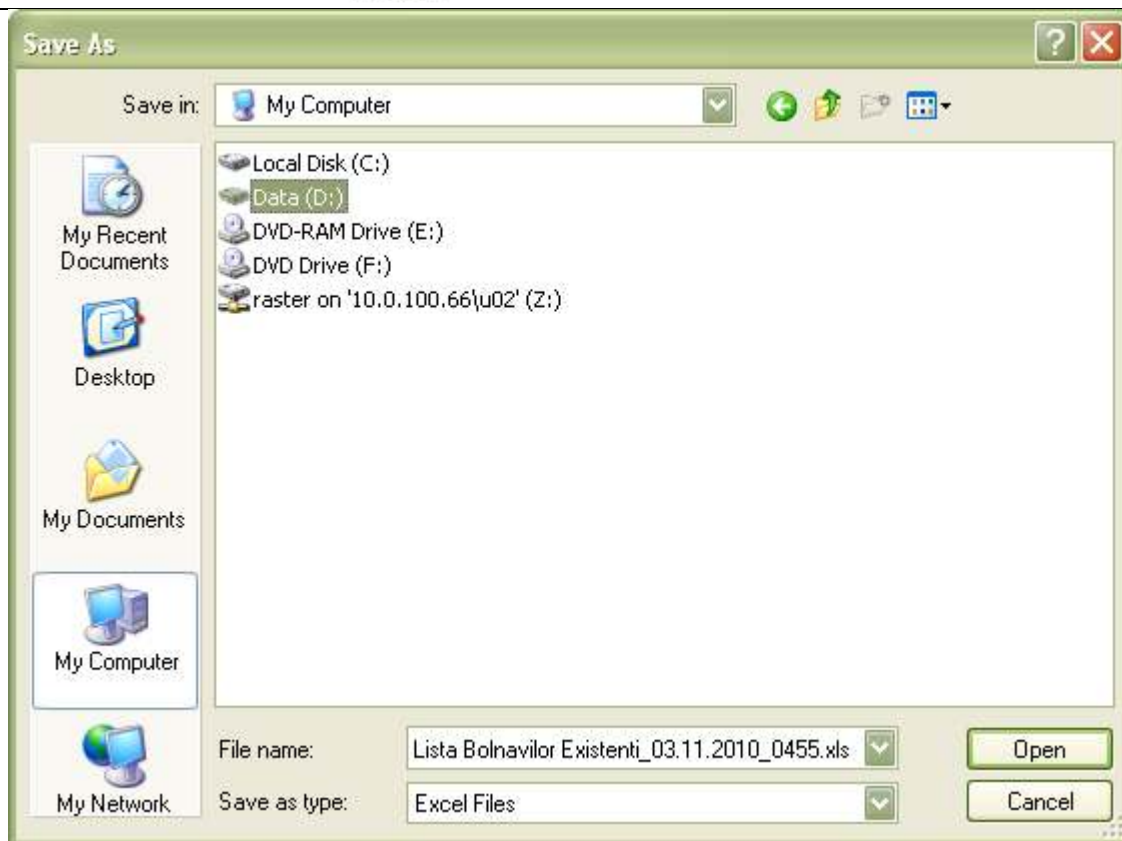 Save As
Save in:
My Computer
My Recent
Documents
Desktop
My Documents
My Computer
My Network
Local Disk (C:)
Data (D:)
DVD-RAM Drive (E:)
DVD Drive (F:)
raster on '10.0.100.66\u02' (Z:)
File name:
Lista Bolnavilor Existenti_03.11.2010_0455.xls
Open
Save as type:
Excel Files
Cancel